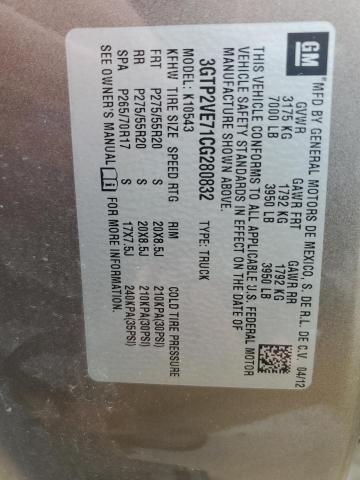 GM
MFD BY GENERAL MOTORS DE MEXICO, S. DE R.L. DE C.V. 04/12
GVWR GAWR FRT GAWR RR
3175 KG 1792 KG 1792 KG
7000 LB 3950 LB 3950 LB
THIS VEHICLE CONFORMS TO ALL APPLICABLE U.S. FEDERAL MOTOR
VEHICLE SAFETY STANDARDS IN EFFECT ON THE DATE OF
MANUFACTURE SHOWN ABOVE.
3GTP2VE71CG280832 TYPE: TRUCK
K10543
KFHW TIRE SIZE SPEED RTG RIM COLD TIRE PRESSURE
FRT P275/55R20 S 20X8.5J 210KPA(30PSI)
RR P275/55R20 S 20X8.5J 210KPA(30PSI)
SPA P265/70R17 S 17X7.5J 240KPA(35PSI)
SEE OWNER'S MANUAL FOR MORE INFORMATION.